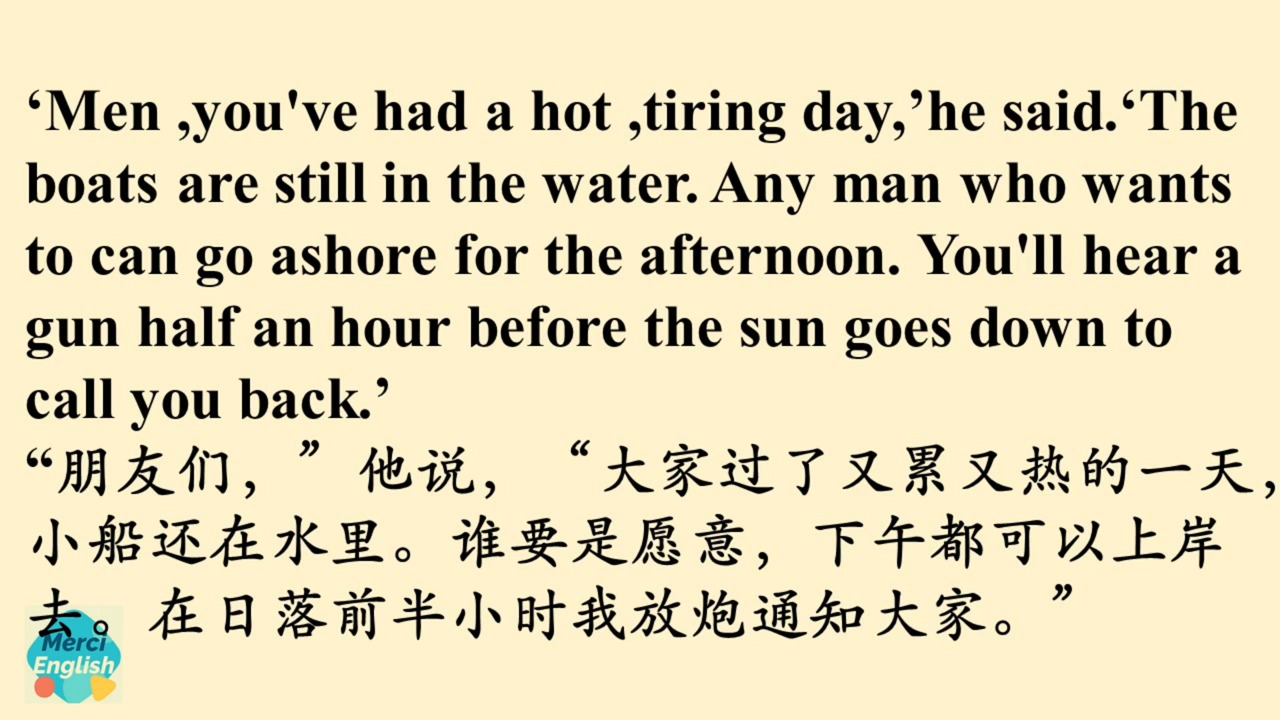 ‘Men ,you've had a hot ,tiring day,’he said.‘The
boats are still in the water. Any man who wants
to can go ashore for the afternoon. You'll hear a
gun half an hour before the sun goes down to
call you back.’
“朋友们，”他说，“大家过了又累又热的一天，
小船还在水里。谁要是愿意，下午都可以上岸
去。在日落前半小时我放炮通知大家。”
Merci
English